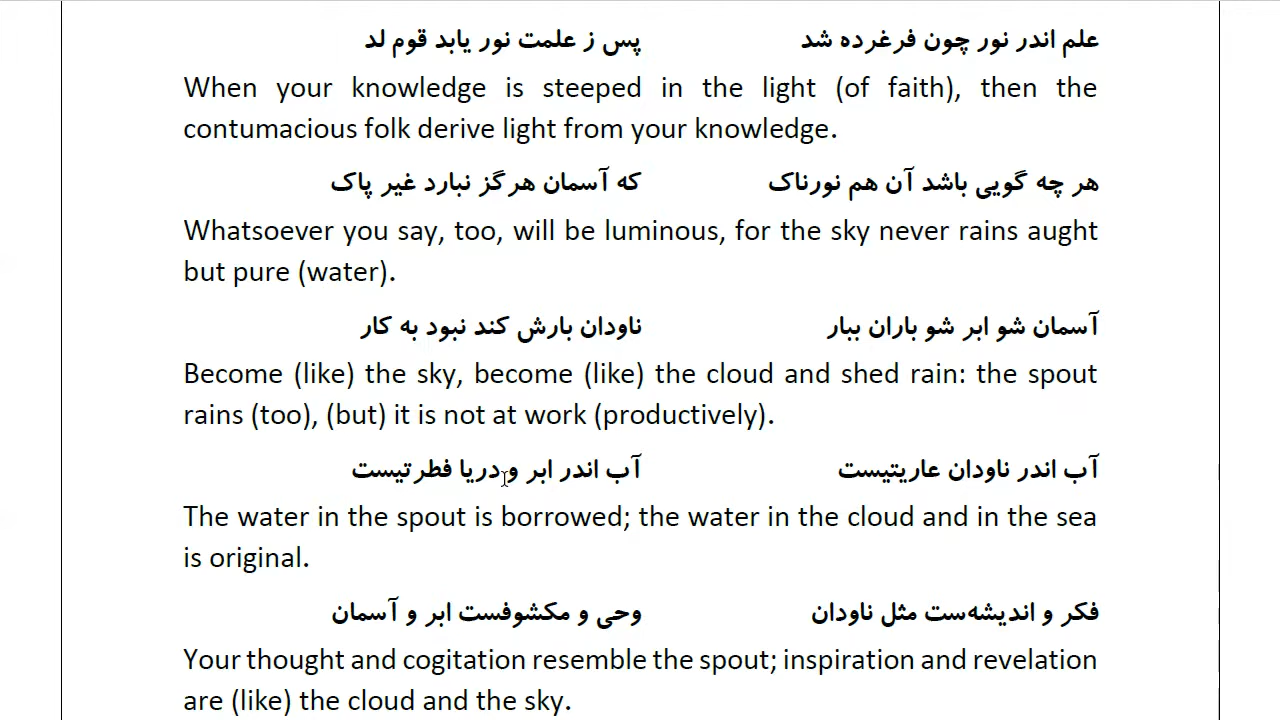 علم اندر نور چون فرغرده شد پس ز علمت نور یابد قوم لد
When your knowledge is steeped in the light (of faith), then the
contumacious folk derive light from your knowledge.
هر چه گویی باشد آن هم نورناک که آسمان هرگز نبارد غیر پاک
Whatsoever you say, too, will be luminous, for the sky never rains aught
but pure (water).
آسمان شو ابر شو باران ببار ناودان بارش کند نبود به کار
Become (like) the sky, become (like) the cloud and shed rain: the spout
rains (too), (but) it is not at work (productively).
آب اندر ناودان عاریتیست آب اندر ابر و دریا فطرتیست
The water in the spout is borrowed; the water in the cloud and in the sea
is original.
فکر و اندیشه‌ست مثل ناودان وحی و مکشوفست ابر و آسمان
Your thought and cogitation resemble the spout; inspiration and revelation
are (like) the cloud and the sky.